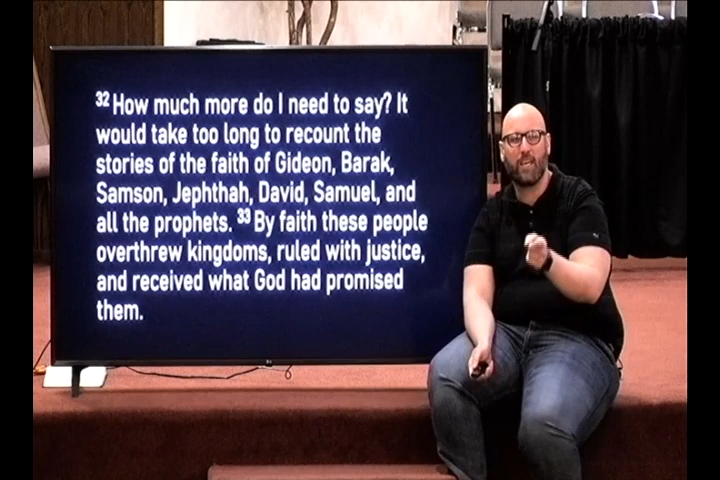 32 How much more do I need to say? It
would take too long to recount the
stories of the faith of Gideon, Barak,
Samson, Jephthah, David, Samuel, and
all the prophets. 33 By faith these people
overthrew kingdoms, ruled with justice,
and received what God had promised
them.